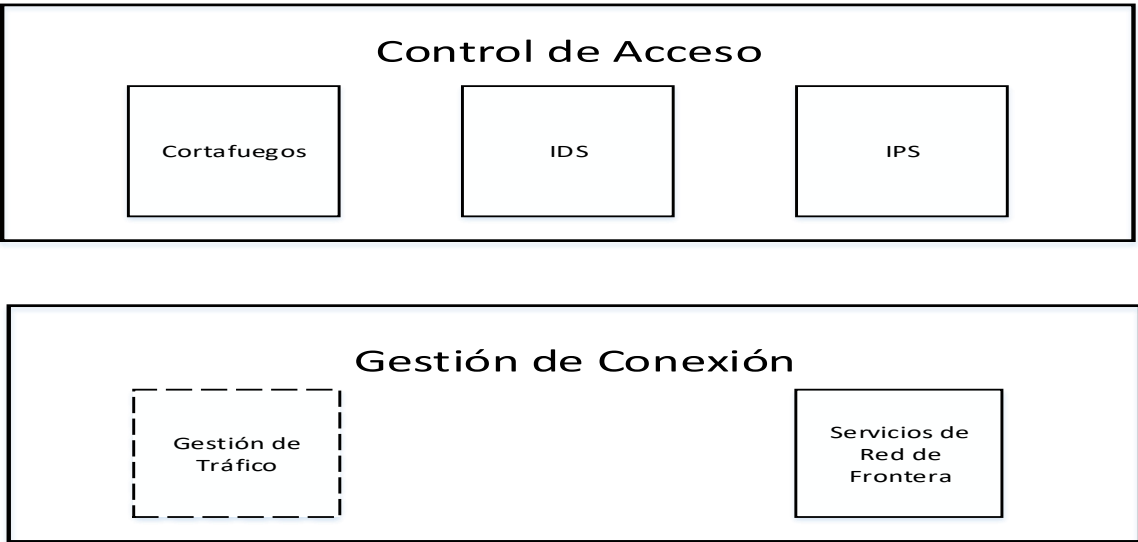 Control de Acceso
Cortafuegos
IDS
IPS
Gestión de Conexión
Gestión de
Tráfico
Servicios de
Red de
Frontera